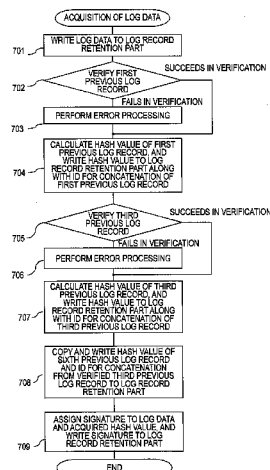 ACQUISITION OF LOG DATA
701
WRITE LOG DATA TO LOG RECORD
RETENTION PART
702
VERIFY FIRST
PREVIOUS LOG
RECORD
SUCCEEDS IN VERIFICATION
FAILS IN VERIFICATION
703
PERFORM ERROR PROCESSING
704
CALCULATE HASH VALUE OF FIRST
PREVIOUS LOG RECORD, AND
WRITE HASH VALUE TO LOG
RECORD RETENTION PART ALONG
WITH ID FOR CONCATENATION OF
FIRST PREVIOUS LOG RECORD
705
VERIFY THIRD
PREVIOUS LOG
RECORD
SUCCEEDS IN VERIFICATION
FAILS IN VERIFICATION
706
PERFORM ERROR PROCESSING
707
CALCULATE HASH VALUE OF THIRD
PREVIOUS LOG RECORD, AND
WRITE HASH VALUE TO LOG
RECORD RETENTION PART ALONG
WITH ID FOR CONCATENATION OF
THIRD PREVIOUS LOG RECORD
708
COPY AND WRITE HASH VALUE OF
SIXTH PREVIOUS LOG RECORD
AND ID FOR CONCATENATION
FROM VERIFIED THIRD PREVIOUS
LOG RECORD TO LOG RECORD
RETENTION PART
709
ASSIGN SIGNATURE TO LOG DATA
AND ACQUIRED HASH VALUE, AND
WRITE SIGNATURE TO LOG
RECORD RETENTION PART
END